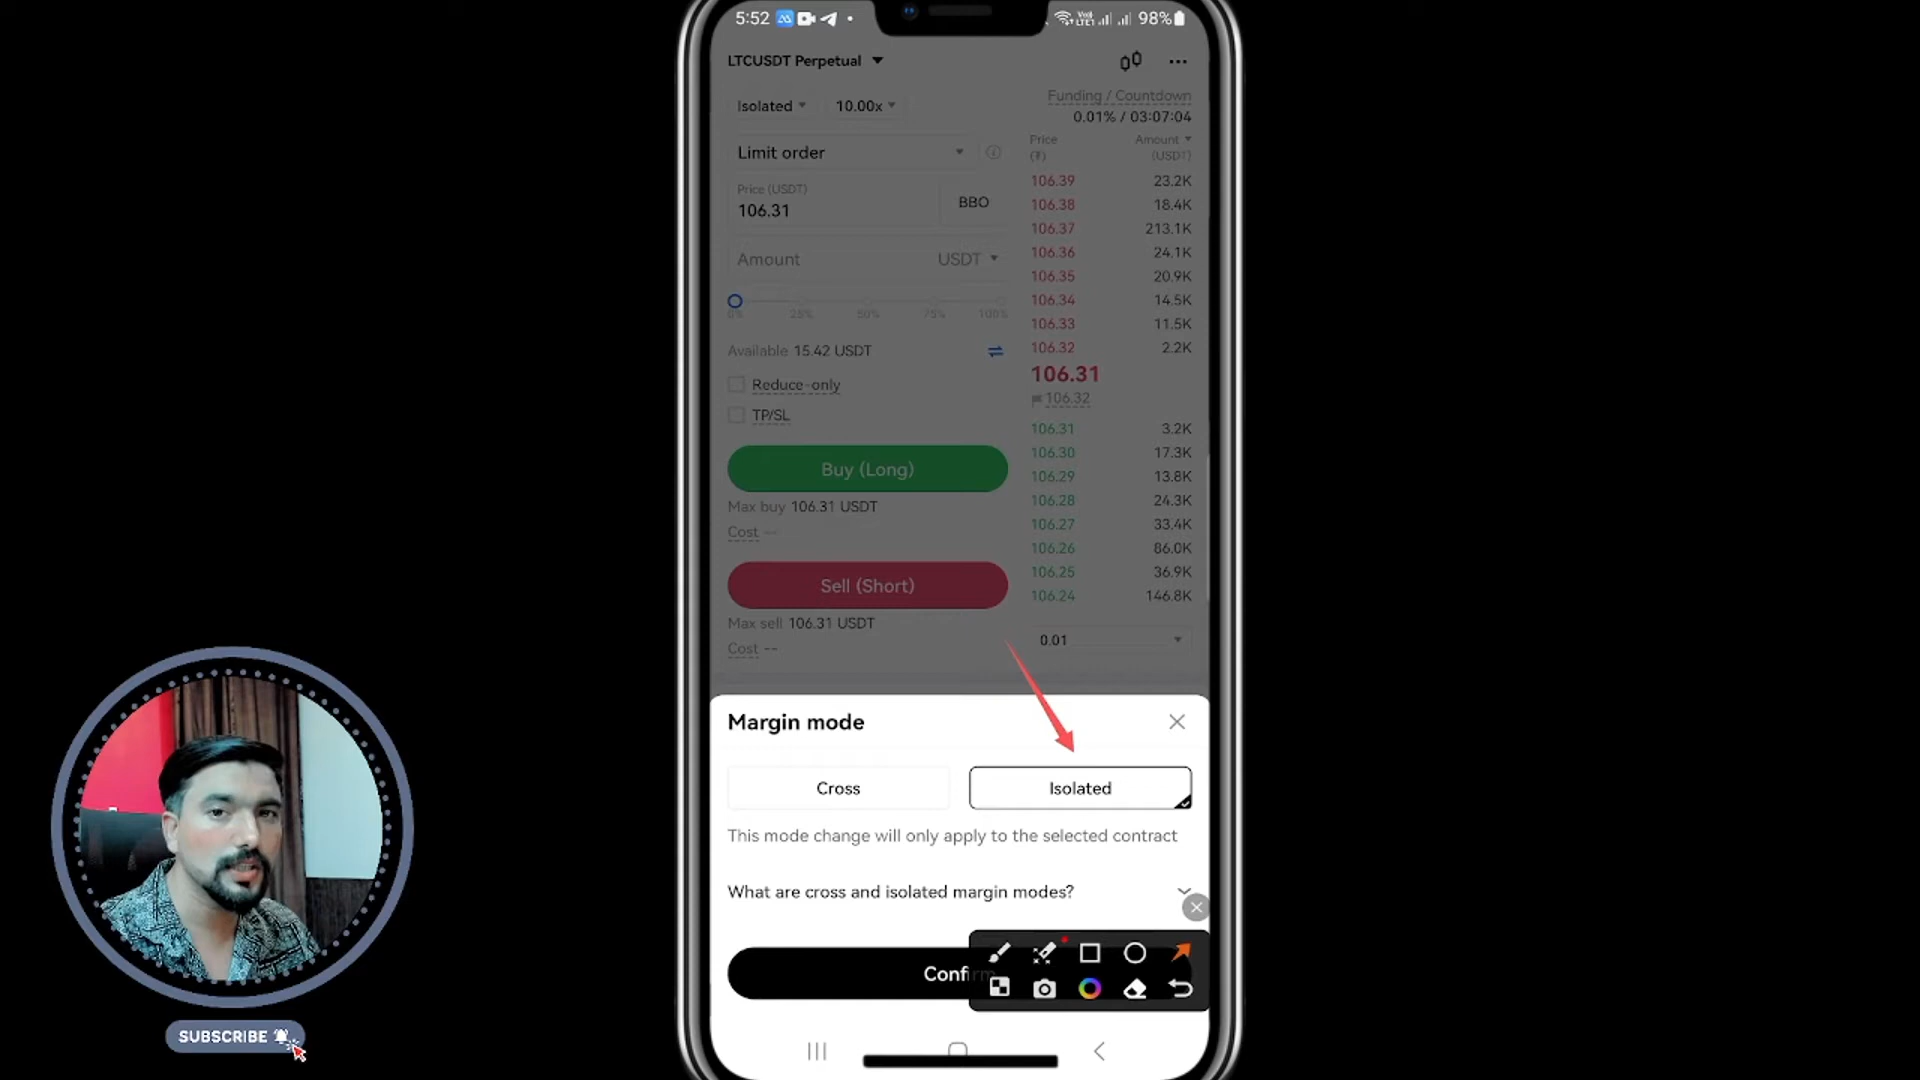 5:52
VoLTE1
98%
LTCUSDT Perpetual
Isolated
10.00x
Funding / Countdown
0.01% / 03:07:04
Limit order
Price (₮)
Amount (USDT)
Price (USDT)
106.31
BBO
Amount
USDT
0% 25% 50% 75% 100%
Available 15.42 USDT
Reduce-only
TP/SL
Buy (Long)
Max buy 106.31 USDT
Cost --
Sell (Short)
Max sell 106.31 USDT
Cost --
106.39 23.2K
106.38 18.4K
106.37 213.1K
106.36 24.1K
106.35 20.9K
106.34 14.5K
106.33 11.5K
106.32 2.2K
106.31
106.32
106.31 3.2K
106.30 17.3K
106.29 13.8K
106.28 24.3K
106.27 33.4K
106.26 86.0K
106.25 36.9K
106.24 146.8K
0.01
Margin mode
Cross
Isolated
This mode change will only apply to the selected contract
What are cross and isolated margin modes?
Confirm
SUBSCRIBE